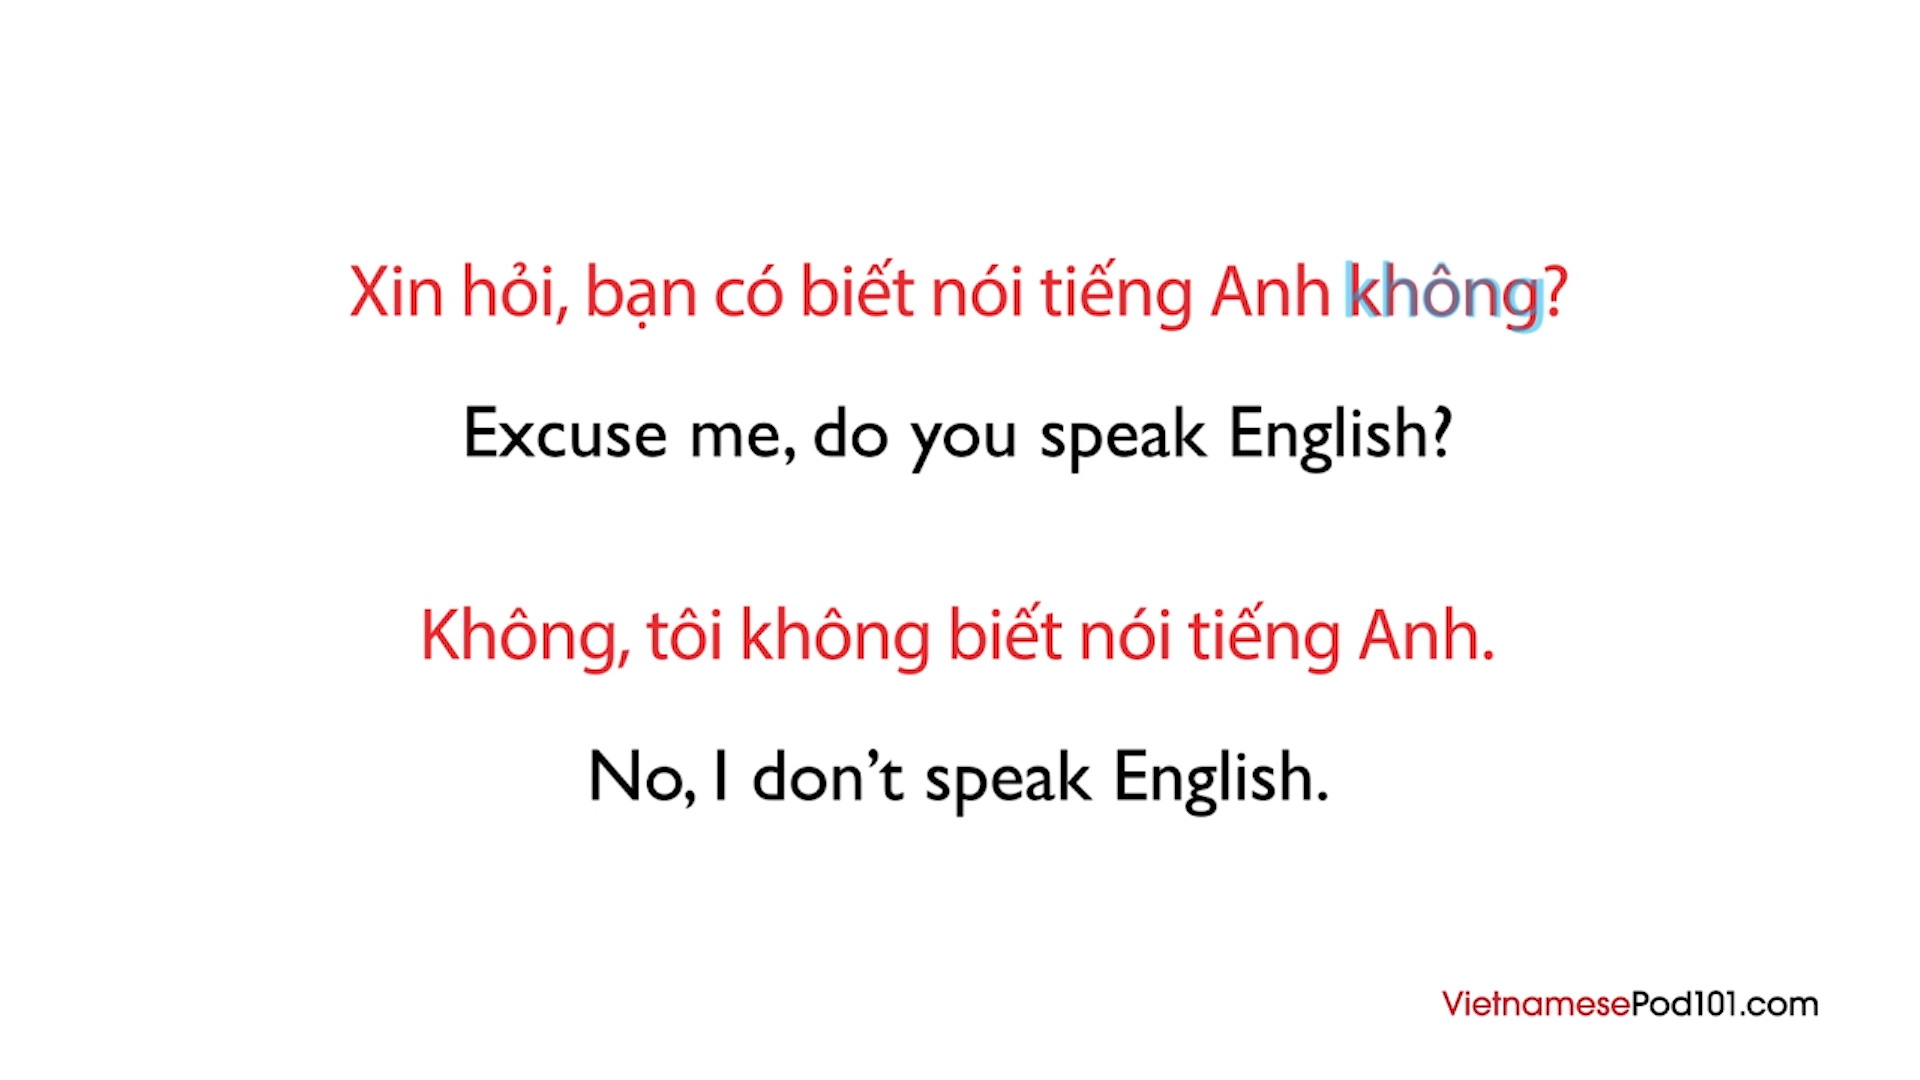 Xin hỏi, bạn có biết nói tiếng Anh không?
Excuse me, do you speak English?
Không, tôi không biết nói tiếng Anh.
No, I don’t speak English.
VietnamesePod101.com